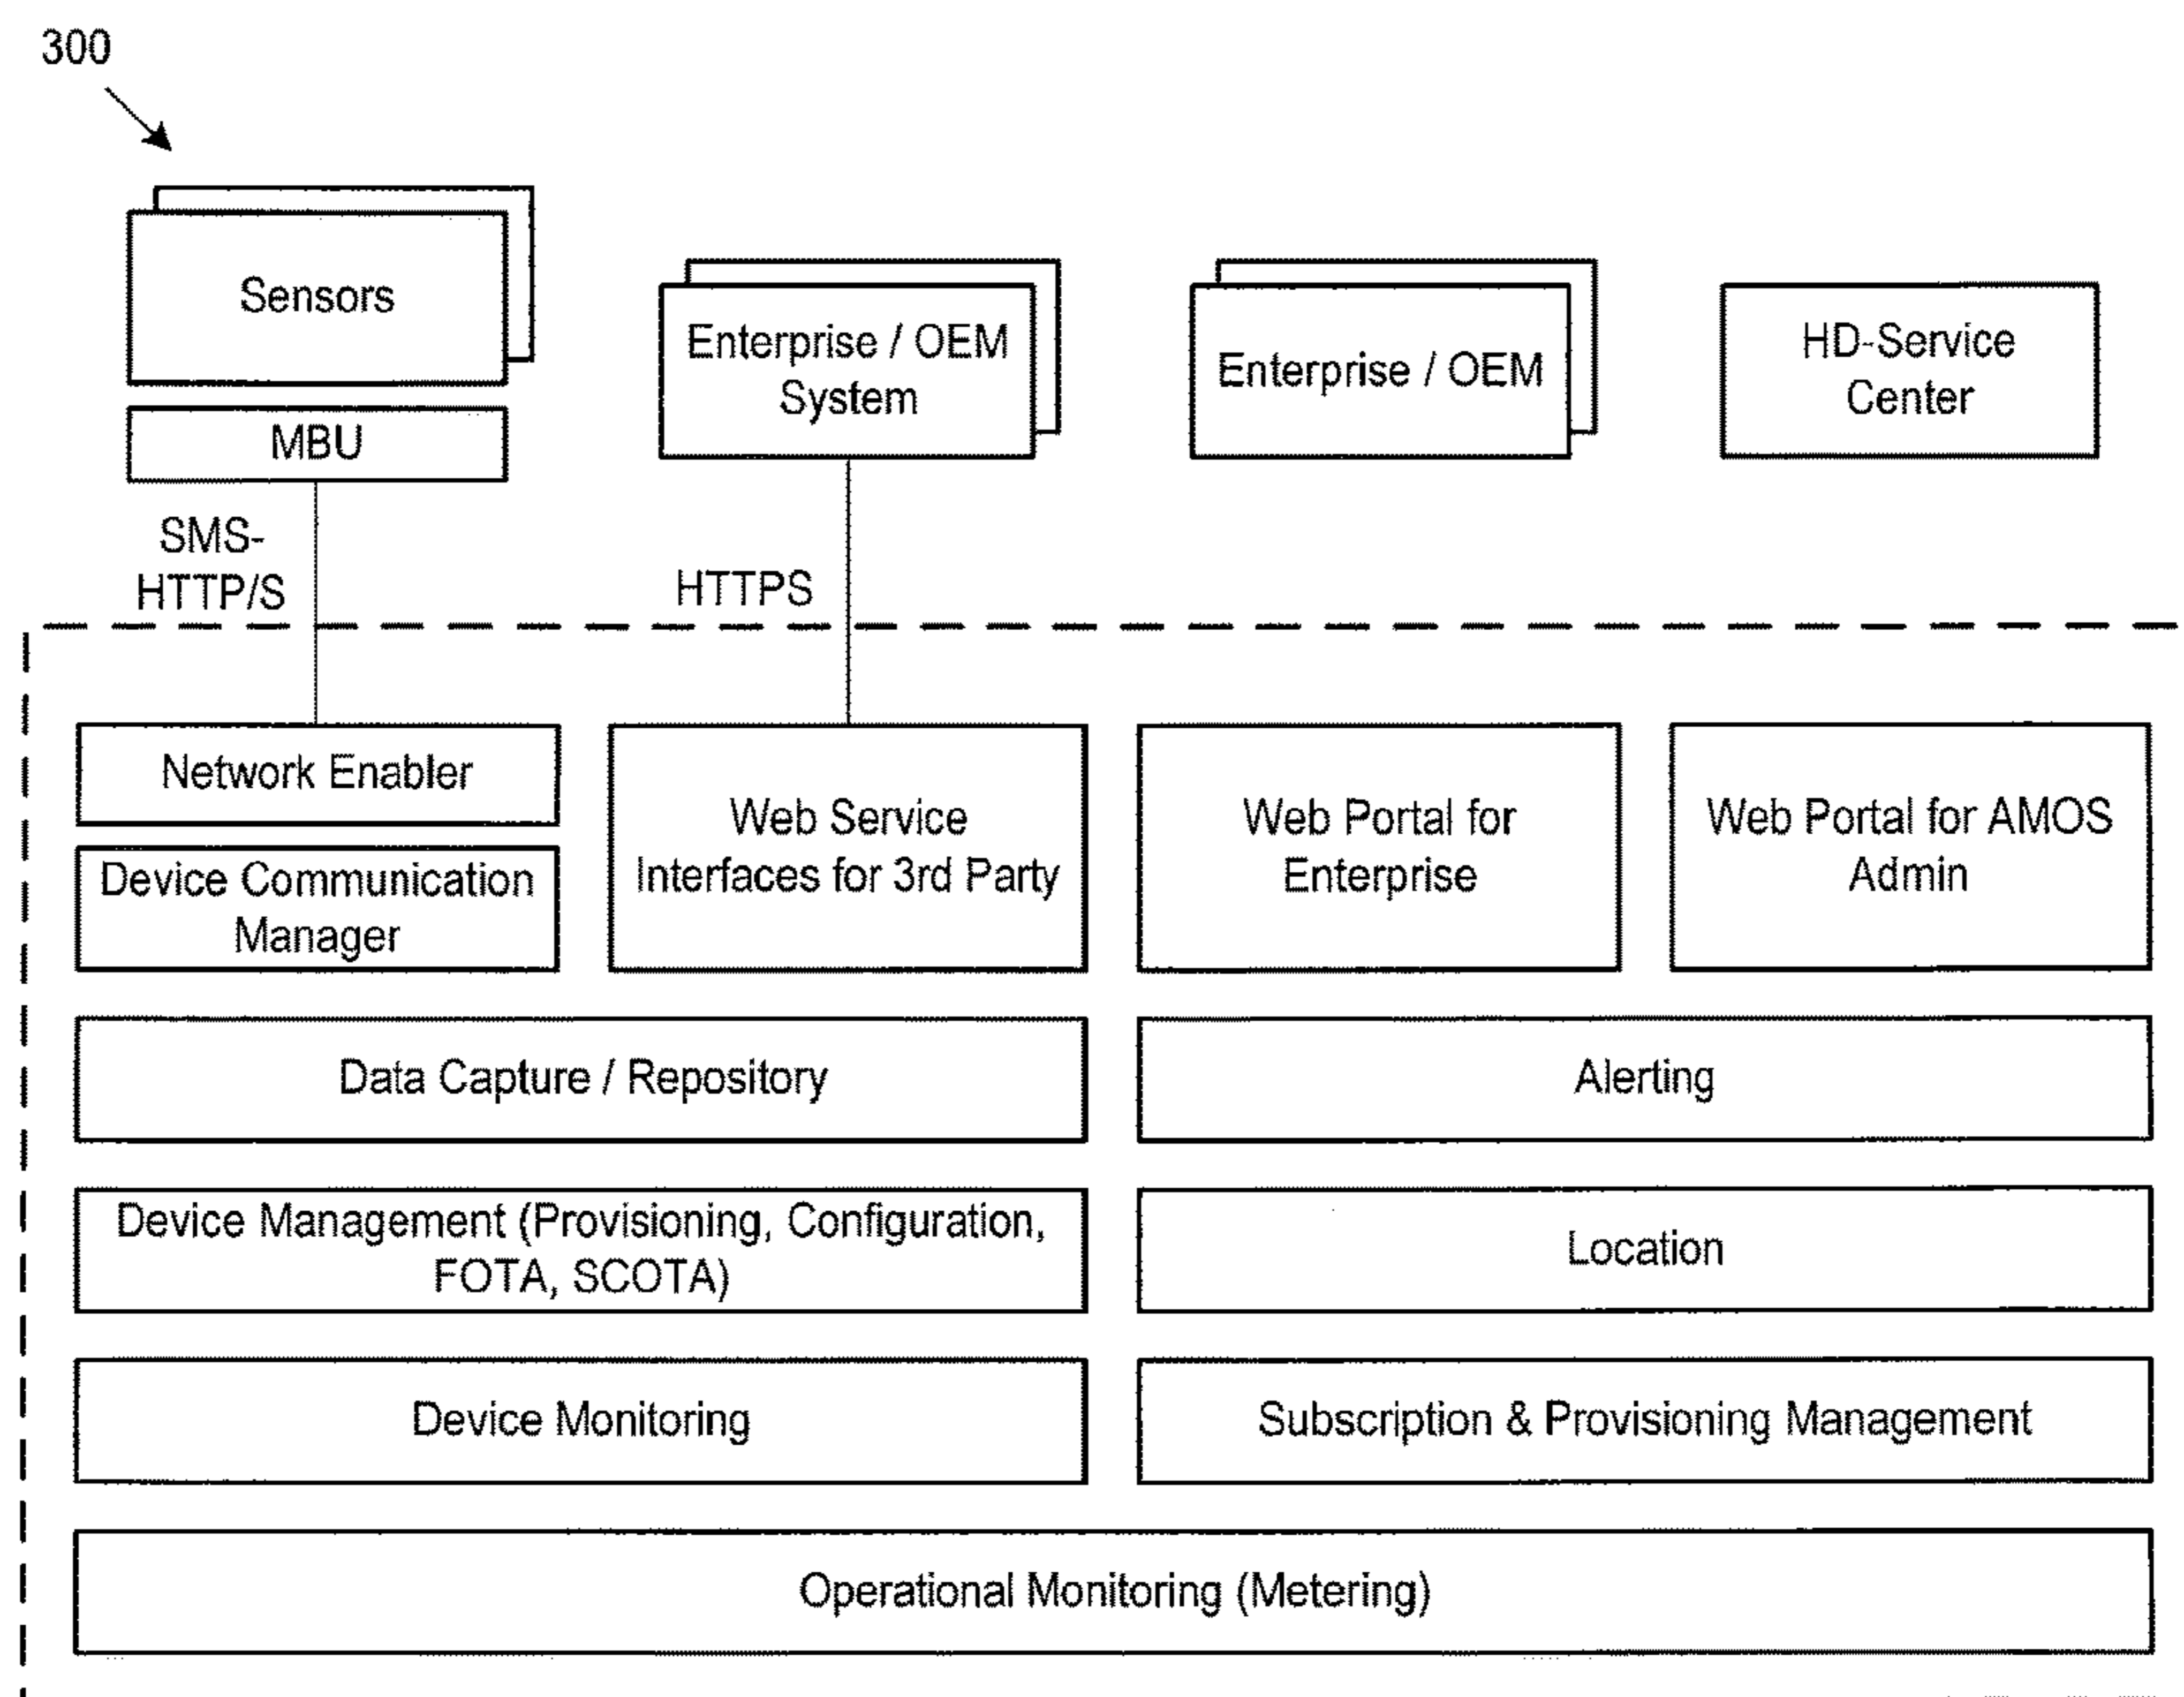 300
Sensors
MBU
Enterprise / OEM
System
Enterprise / OEM
HD-Service
Center
SMS-
HTTP/S
HTTPS
Network Enabler
Device Communication
Manager
Web Service
Interfaces for 3rd Party
Web Portal for
Enterprise
Web Portal for AMOS
Admin
Data Capture / Repository
Alerting
Device Management (Provisioning, Configuration,
FOTA, SCOTA)
Location
Device Monitoring
Subscription & Provisioning Management
Operational Monitoring (Metering)